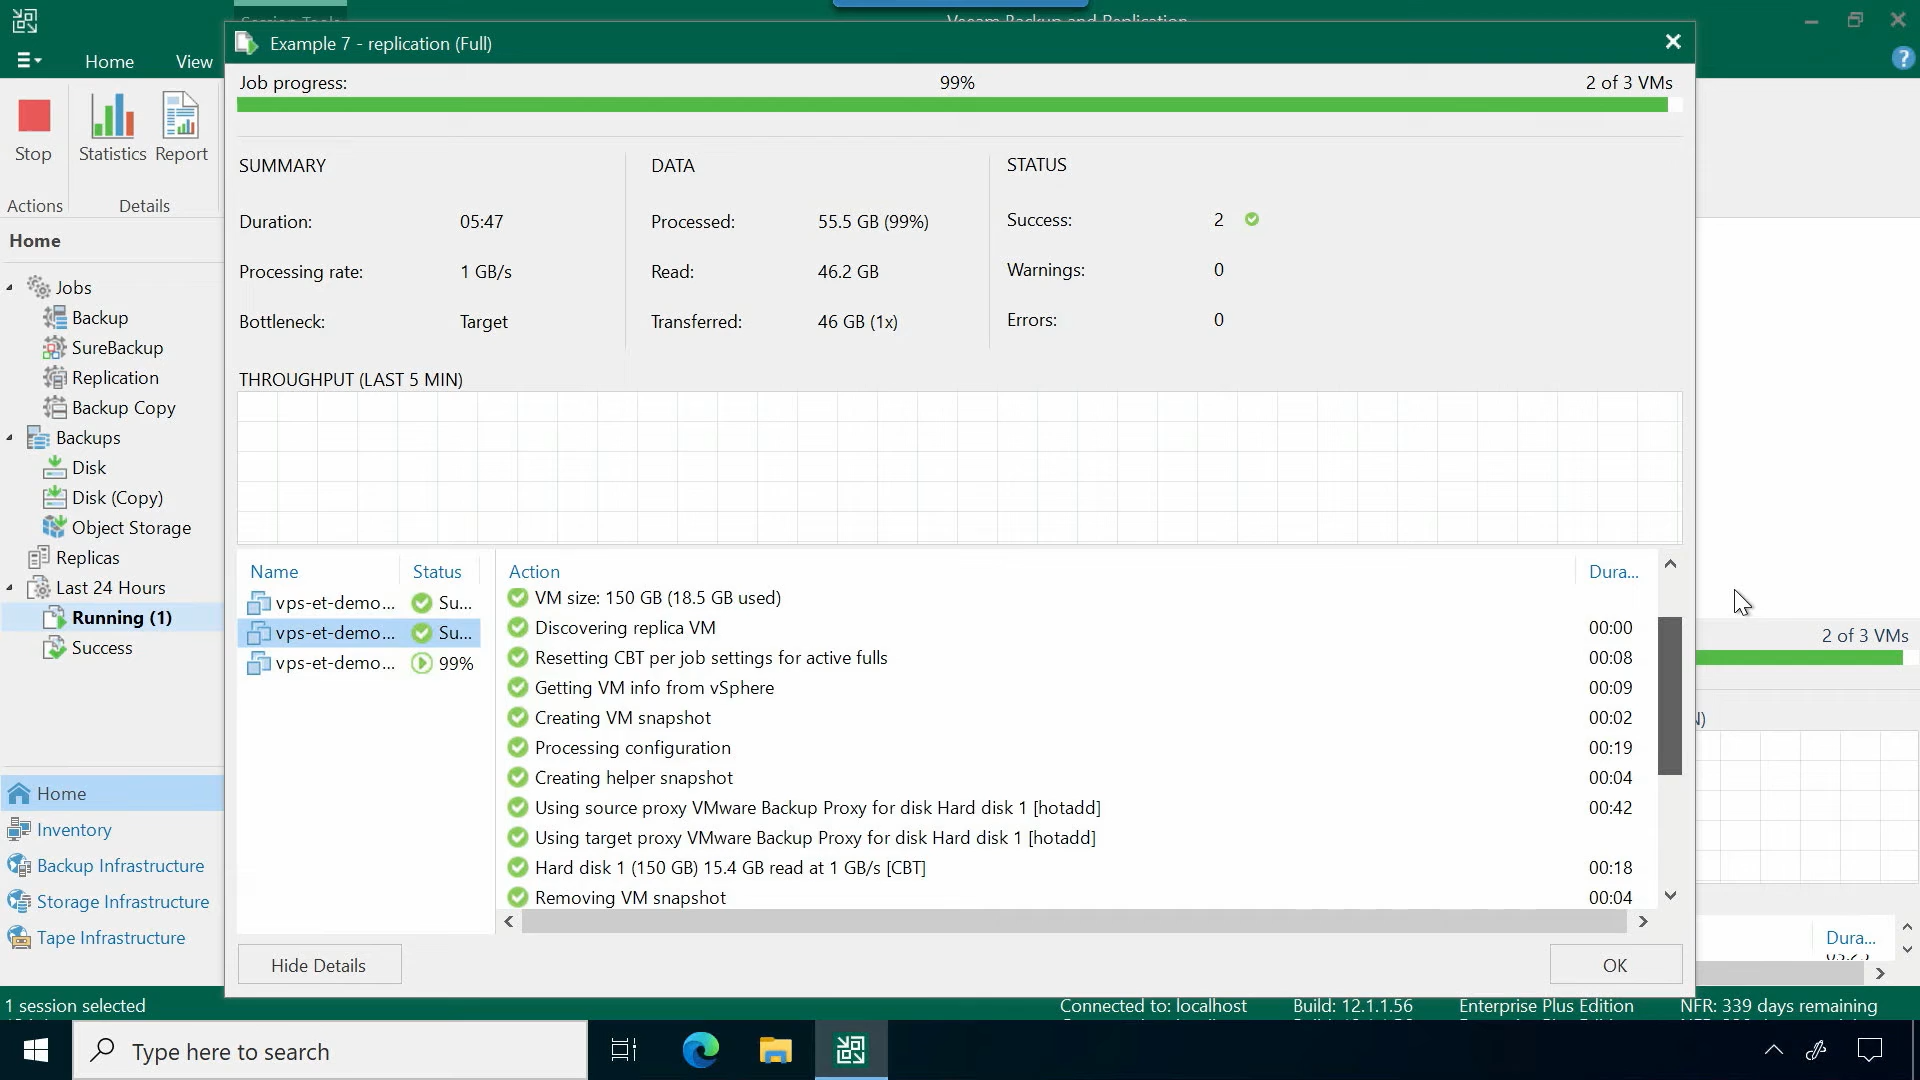 Session Tools
Veeam Backup and Replication
Example 7 - replication (Full)
Home
View
Job progress:
99%
2 of 3 VMs
Stop
Statistics
Report
Actions
Details
SUMMARY
DATA
STATUS
Duration:
05:47
Processed:
55.5 GB (99%)
Success:
2
Processing rate:
1 GB/s
Read:
46.2 GB
Warnings:
0
Bottleneck:
Target
Transferred:
46 GB (1x)
Errors:
0
THROUGHPUT (LAST 5 MIN)
Home
Jobs
Backup
SureBackup
Replication
Backup Copy
Backups
Disk
Disk (Copy)
Object Storage
Replicas
Last 24 Hours
Running (1)
Success
Home
Inventory
Backup Infrastructure
Storage Infrastructure
Tape Infrastructure
Name
Status
vps-et-demo...
Su...
vps-et-demo...
Su...
vps-et-demo...
99%
Action
Dura...
VM size: 150 GB (18.5 GB used)
Discovering replica VM
00:00
Resetting CBT per job settings for active fulls
00:08
Getting VM info from vSphere
00:09
Creating VM snapshot
00:02
Processing configuration
00:19
Creating helper snapshot
00:04
Using source proxy VMware Backup Proxy for disk Hard disk 1 [hotadd]
00:42
Using target proxy VMware Backup Proxy for disk Hard disk 1 [hotadd]
Hard disk 1 (150 GB) 15.4 GB read at 1 GB/s [CBT]
00:18
Removing VM snapshot
00:04
Hide Details
OK
2 of 3 VMs
Dura...
1 session selected
Connected to: localhost
Build: 12.1.1.56
Enterprise Plus Edition
NFR: 339 days remaining
Type here to search